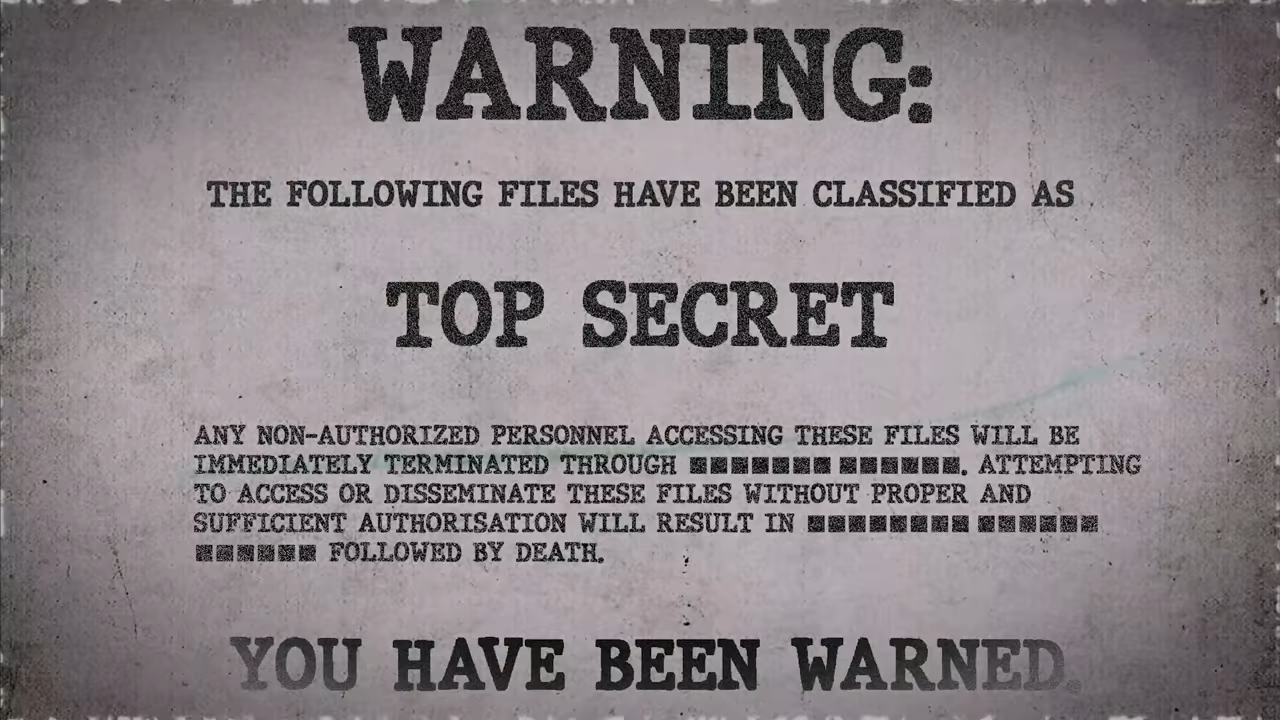 WARNING:
THE FOLLOWING FILES HAVE BEEN CLASSIFIED AS
TOP SECRET
ANY NON-AUTHORIZED PERSONNEL ACCESSING THESE FILES WILL BE
IMMEDIATELY TERMINATED THROUGH ■■■■■■■ ■■■■■■. ATTEMPTING
TO ACCESS OR DISSEMINATE THESE FILES WITHOUT PROPER AND
SUFFICIENT AUTHORISATION WILL RESULT IN ■■■■■■■■ ■■■■■■
■■■■■■ FOLLOWED BY DEATH.
YOU HAVE BEEN WARNED.